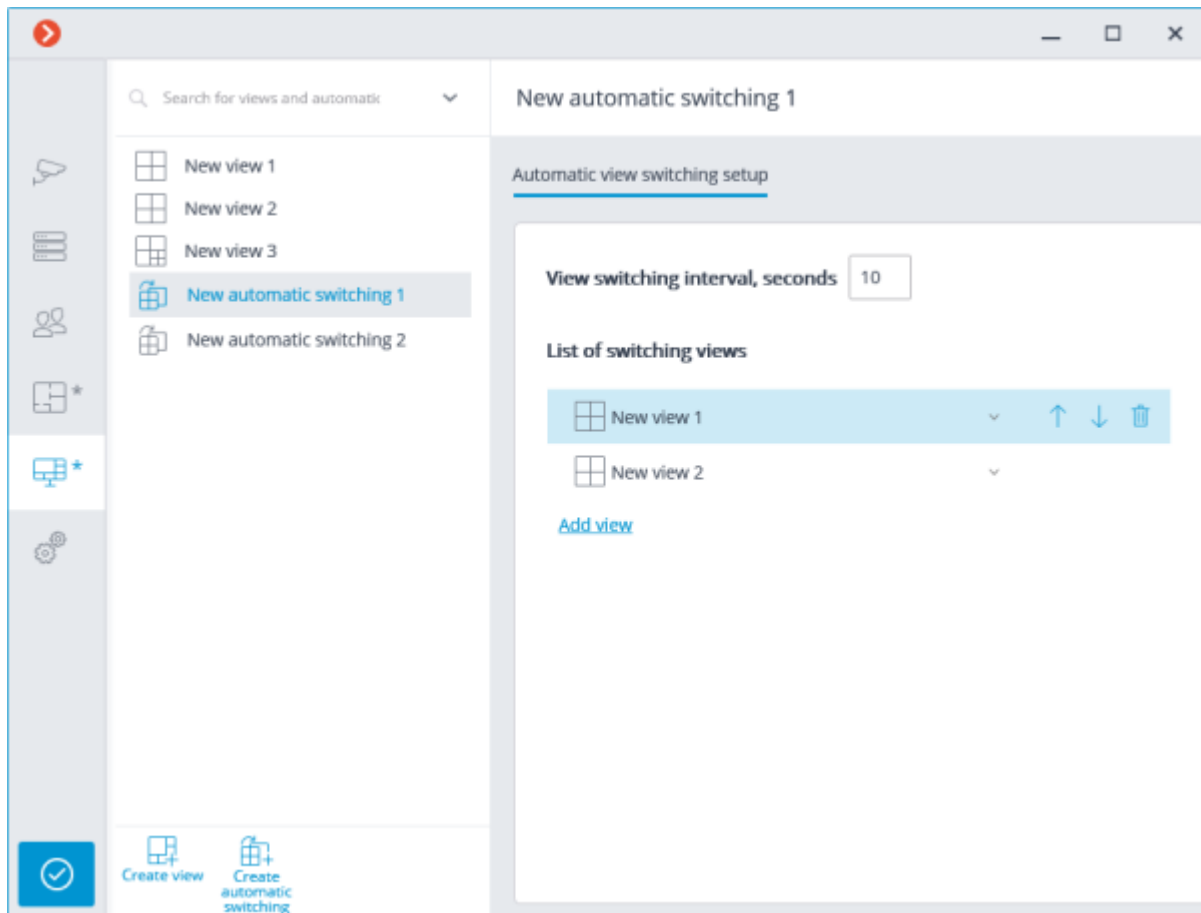 Search for views and automatic
New automatic switching 1
New view 1
New view 2
New view 3
New automatic switching 1
New automatic switching 2
Automatic view switching setup
View switching interval, seconds 10
List of switching views
New view 1
New view 2
Add view
*
*
Create view
Create
automatic
switching